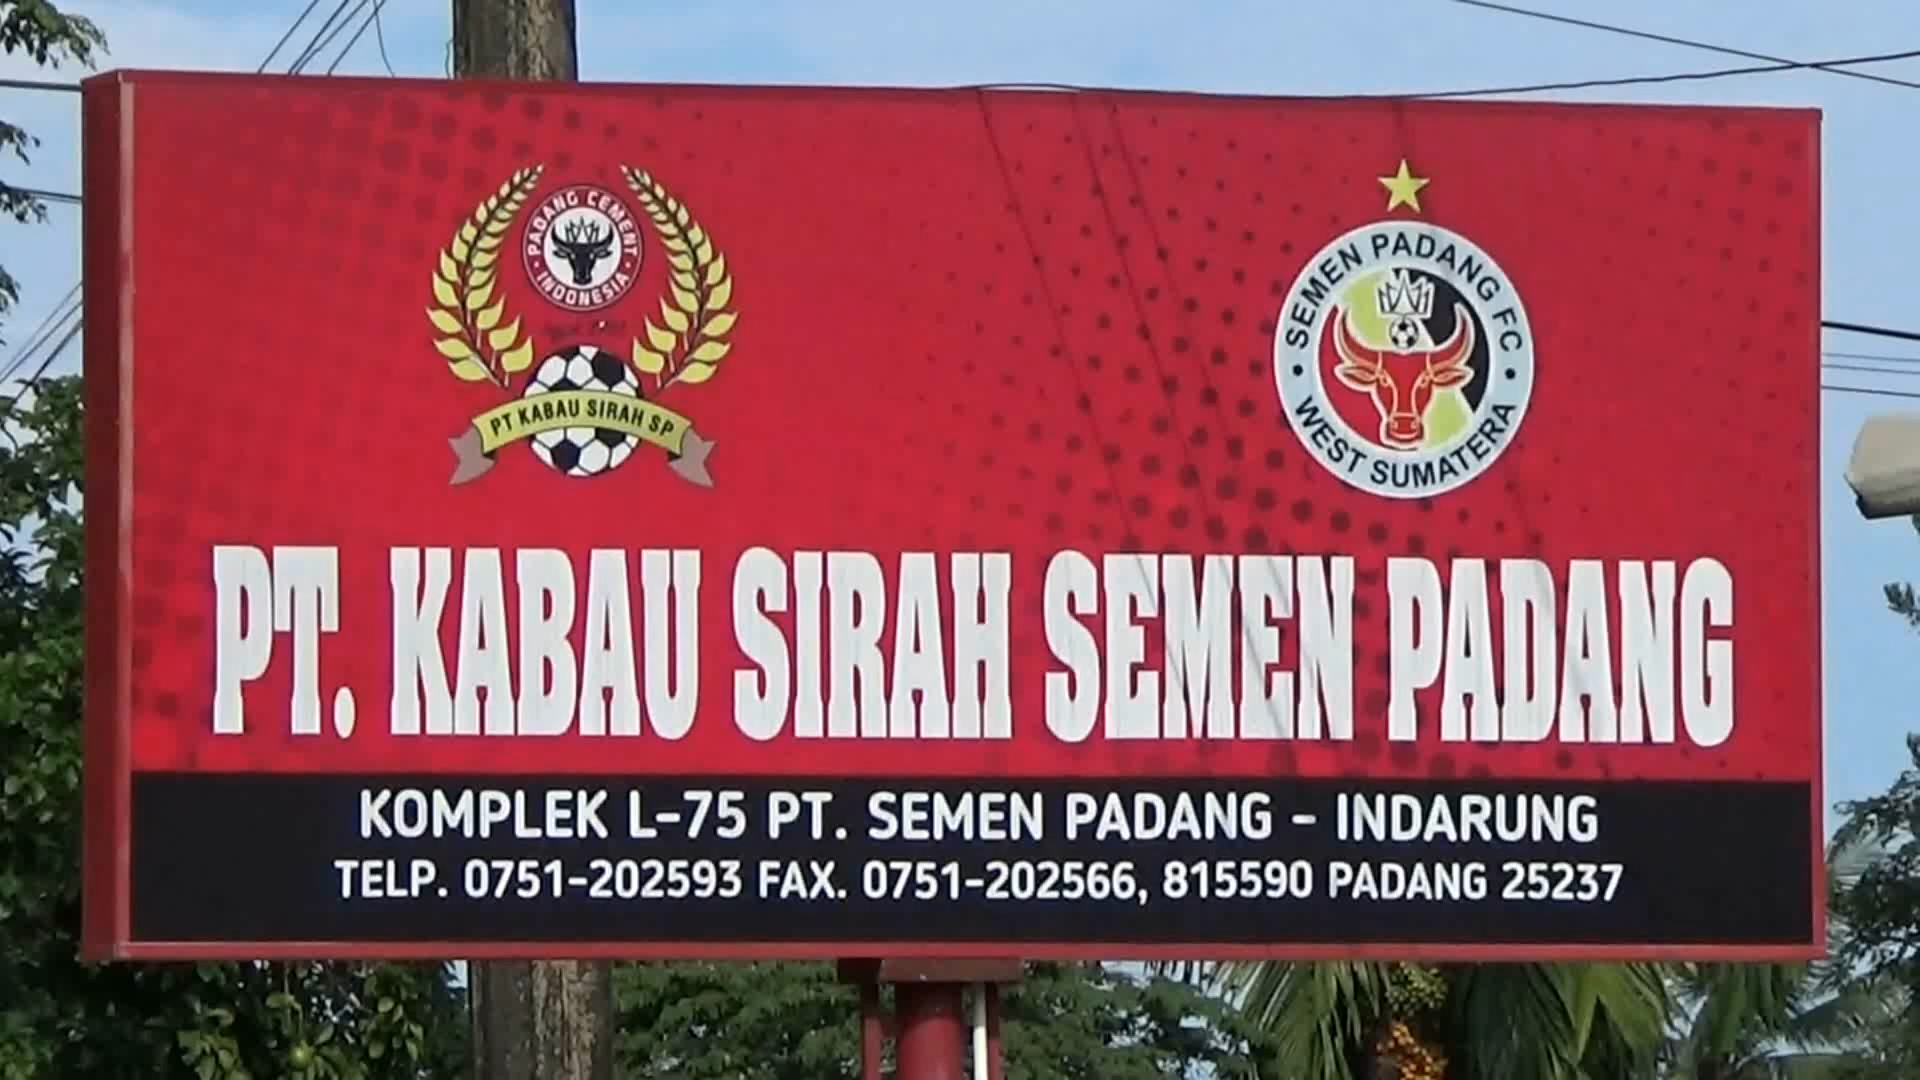 PADANG CEMENT
INDONESIA
PT KABAU SIRAH SP
SEMEN PADANG FC
WEST SUMATERA
PT. KABAU SIRAH SEMEN PADANG
KOMPLEK L-75 PT. SEMEN PADANG - INDARUNG
TELP. 0751-202593 FAX. 0751-202566, 815590 PADANG 25237